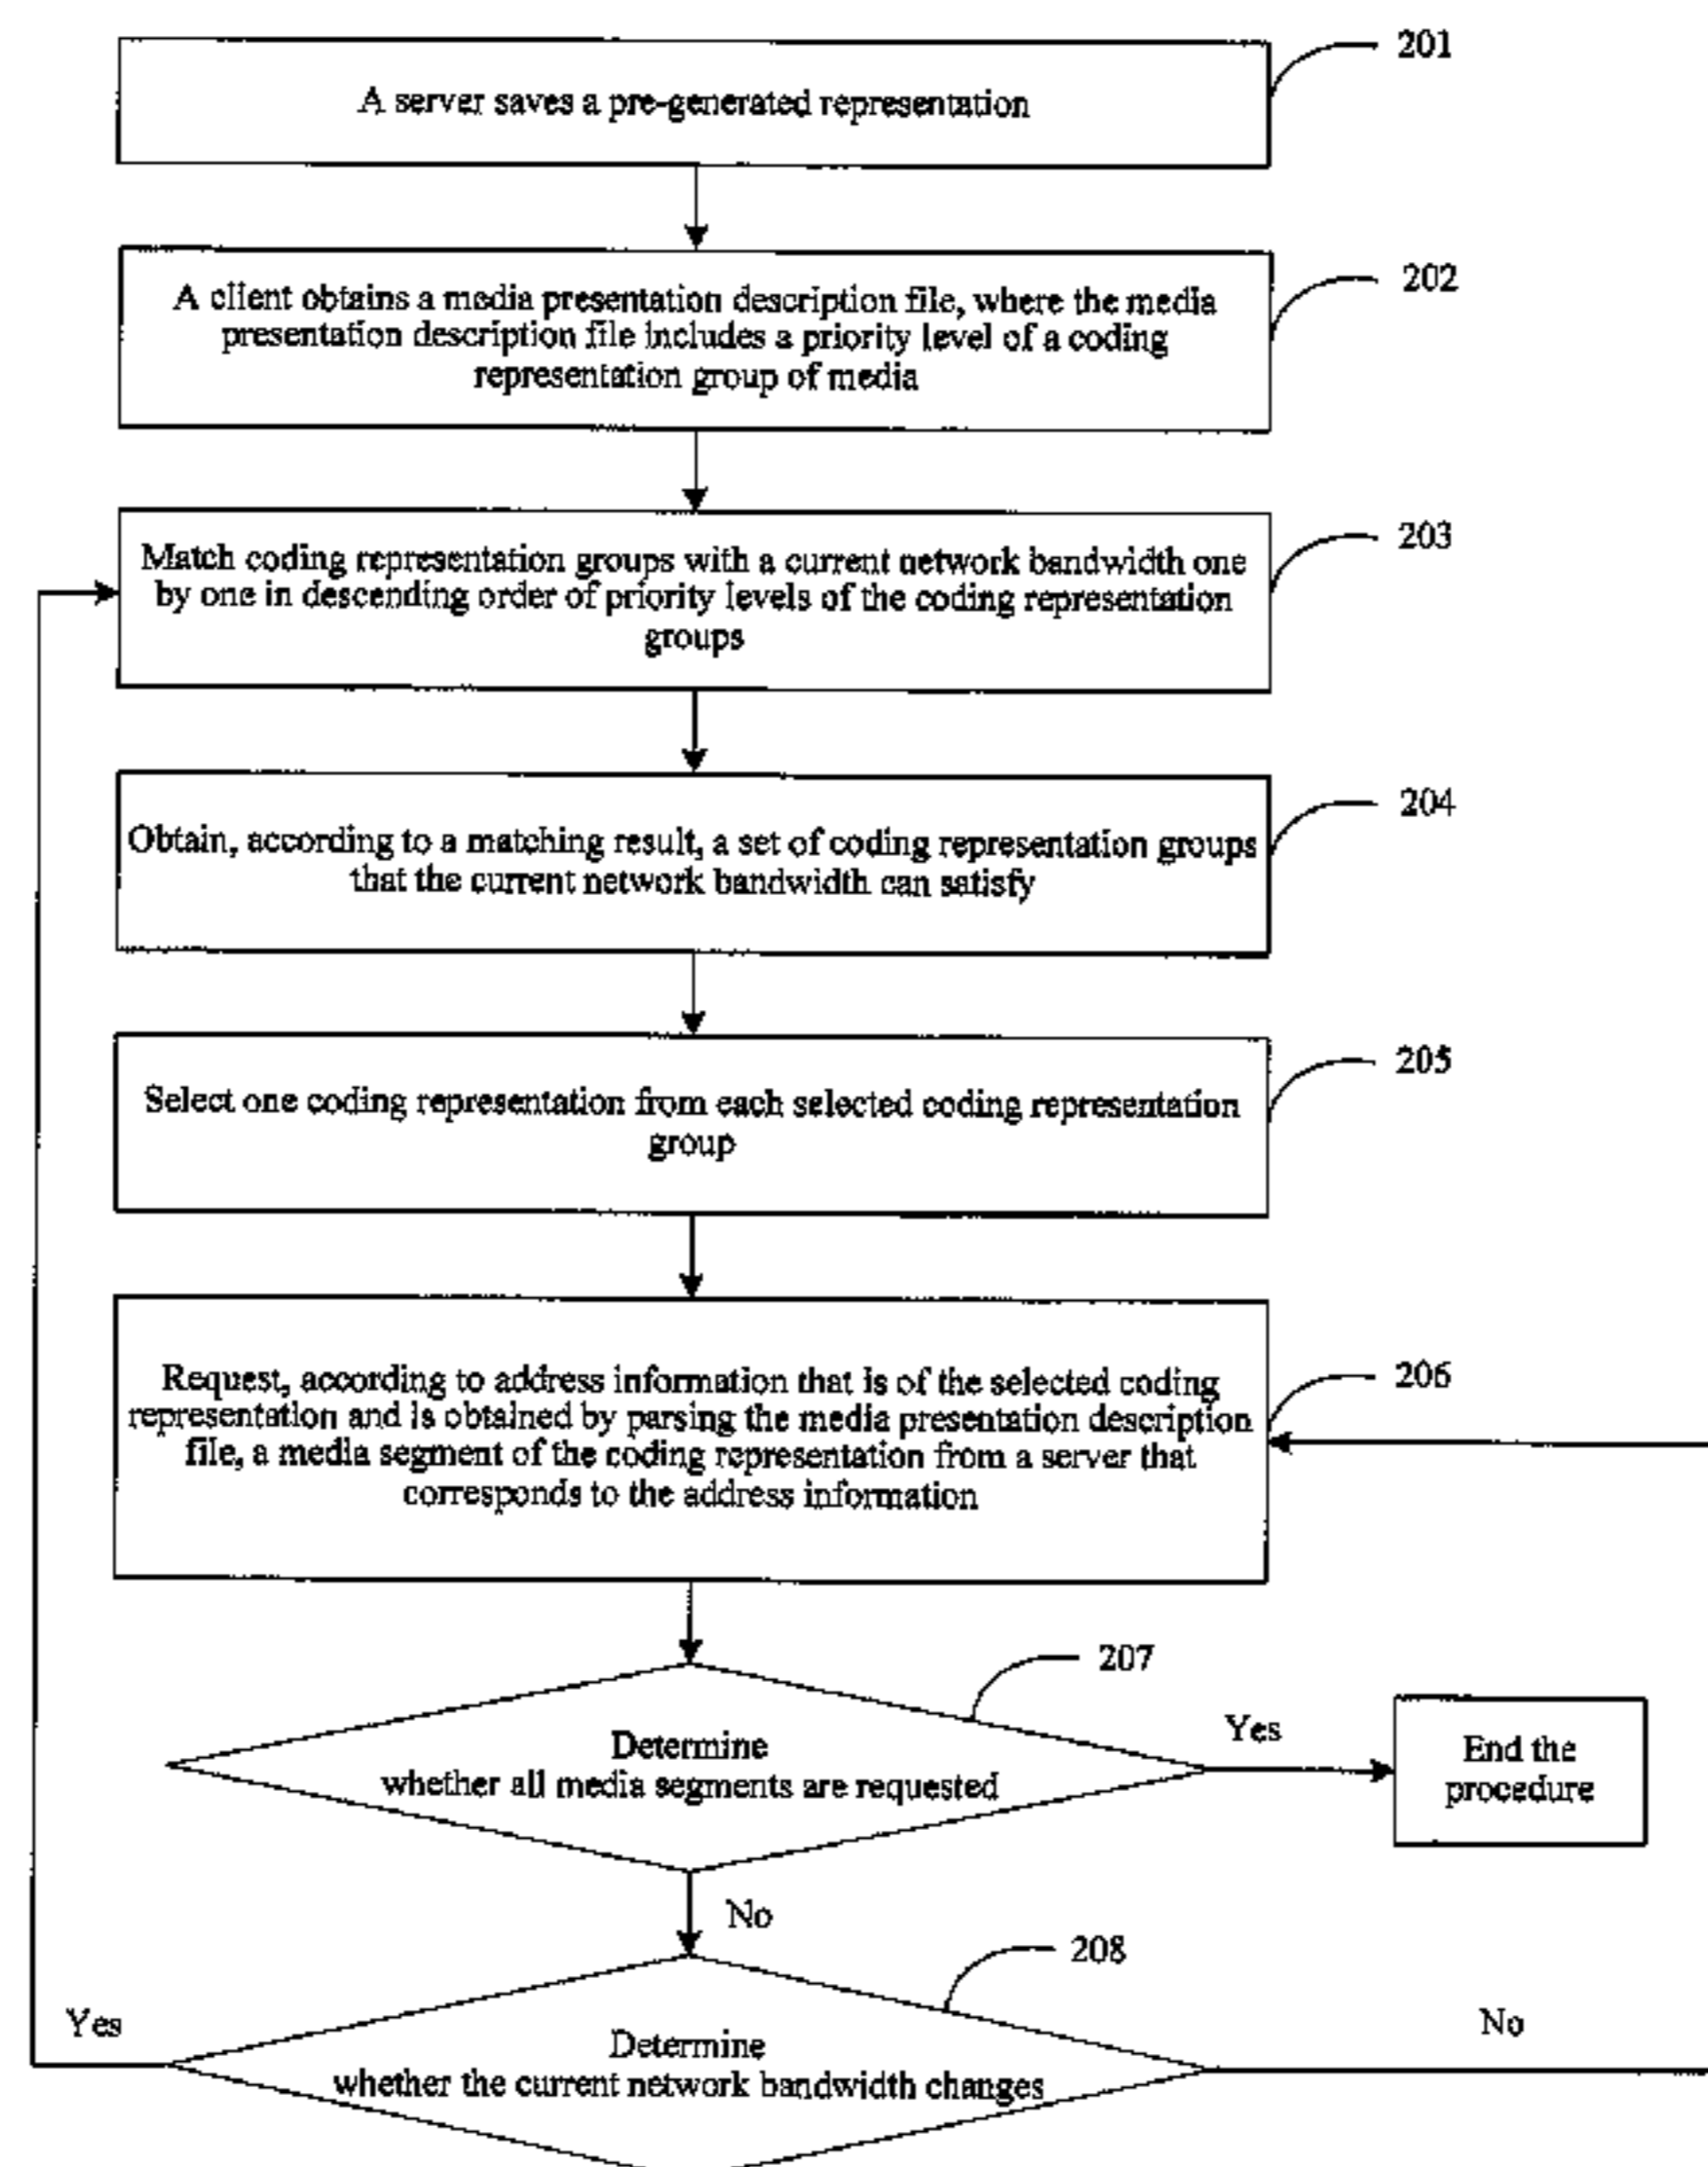 201
A server saves a pre-generated representation
202
A client obtains a media presentation description file, where the media
presentation description file includes a priority level of a coding
representation group of media
203
Match coding representation groups with a current network bandwidth one
by one in descending order of priority levels of the coding representation
groups
204
Obtain, according to a matching result, a set of coding representation groups
that the current network bandwidth can satisfy
205
Select one coding representation from each selected coding representation
group
206
Request, according to address information that is of the selected coding
representation and is obtained by parsing the media presentation description
file, a media segment of the coding representation from a server that
corresponds to the address information
207
Determine
whether all media segments are requested
Yes
End the
procedure
No
208
Determine
whether the current network bandwidth changes
Yes
No